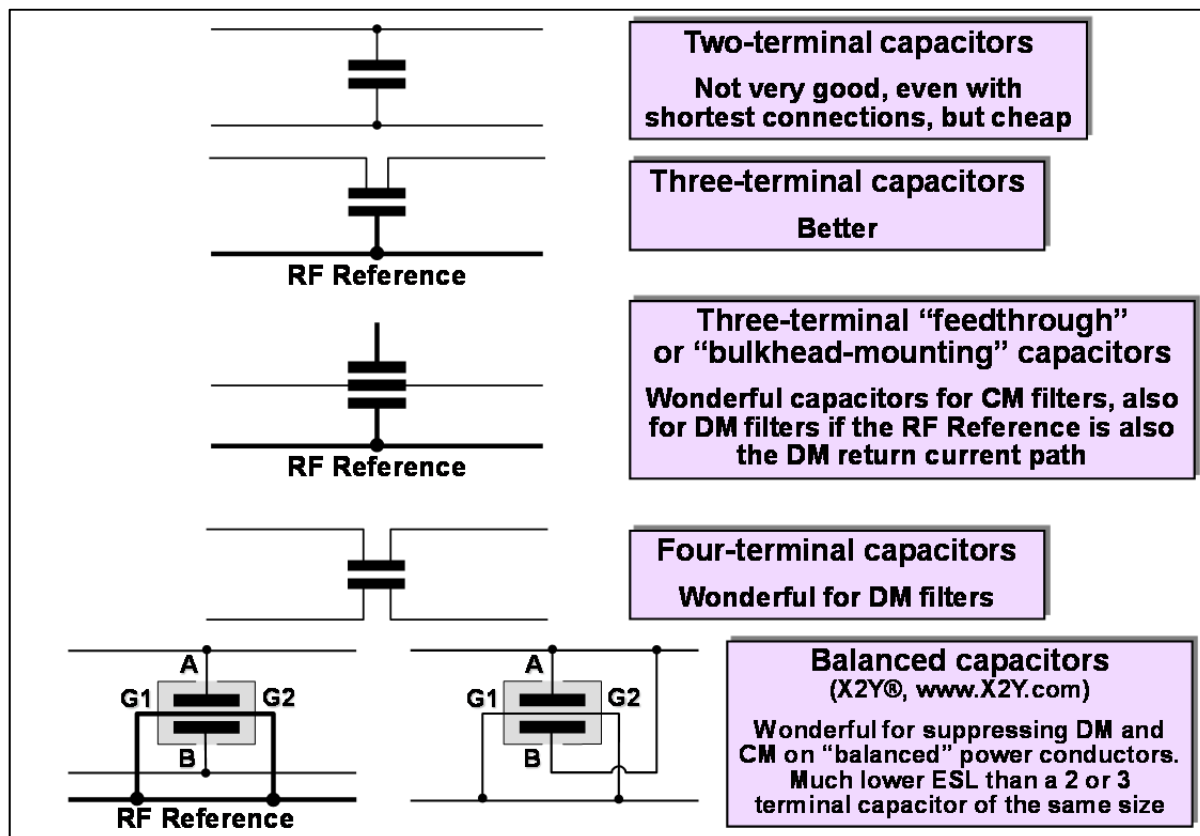 Two-terminal capacitors
Not very good, even with
shortest connections, but cheap
Three-terminal capacitors
Better
RF Reference
Three-terminal “feedthrough”
or “bulkhead-mounting” capacitors
Wonderful capacitors for CM filters, also
for DM filters if the RF Reference is also
the DM return current path
RF Reference
Four-terminal capacitors
Wonderful for DM filters
A
G1 G2
B
RF Reference
A
G1 G2
B
Balanced capacitors
(X2Y®, www.X2Y.com)
Wonderful for suppressing DM and
CM on “balanced” power conductors.
Much lower ESL than a 2 or 3
terminal capacitor of the same size